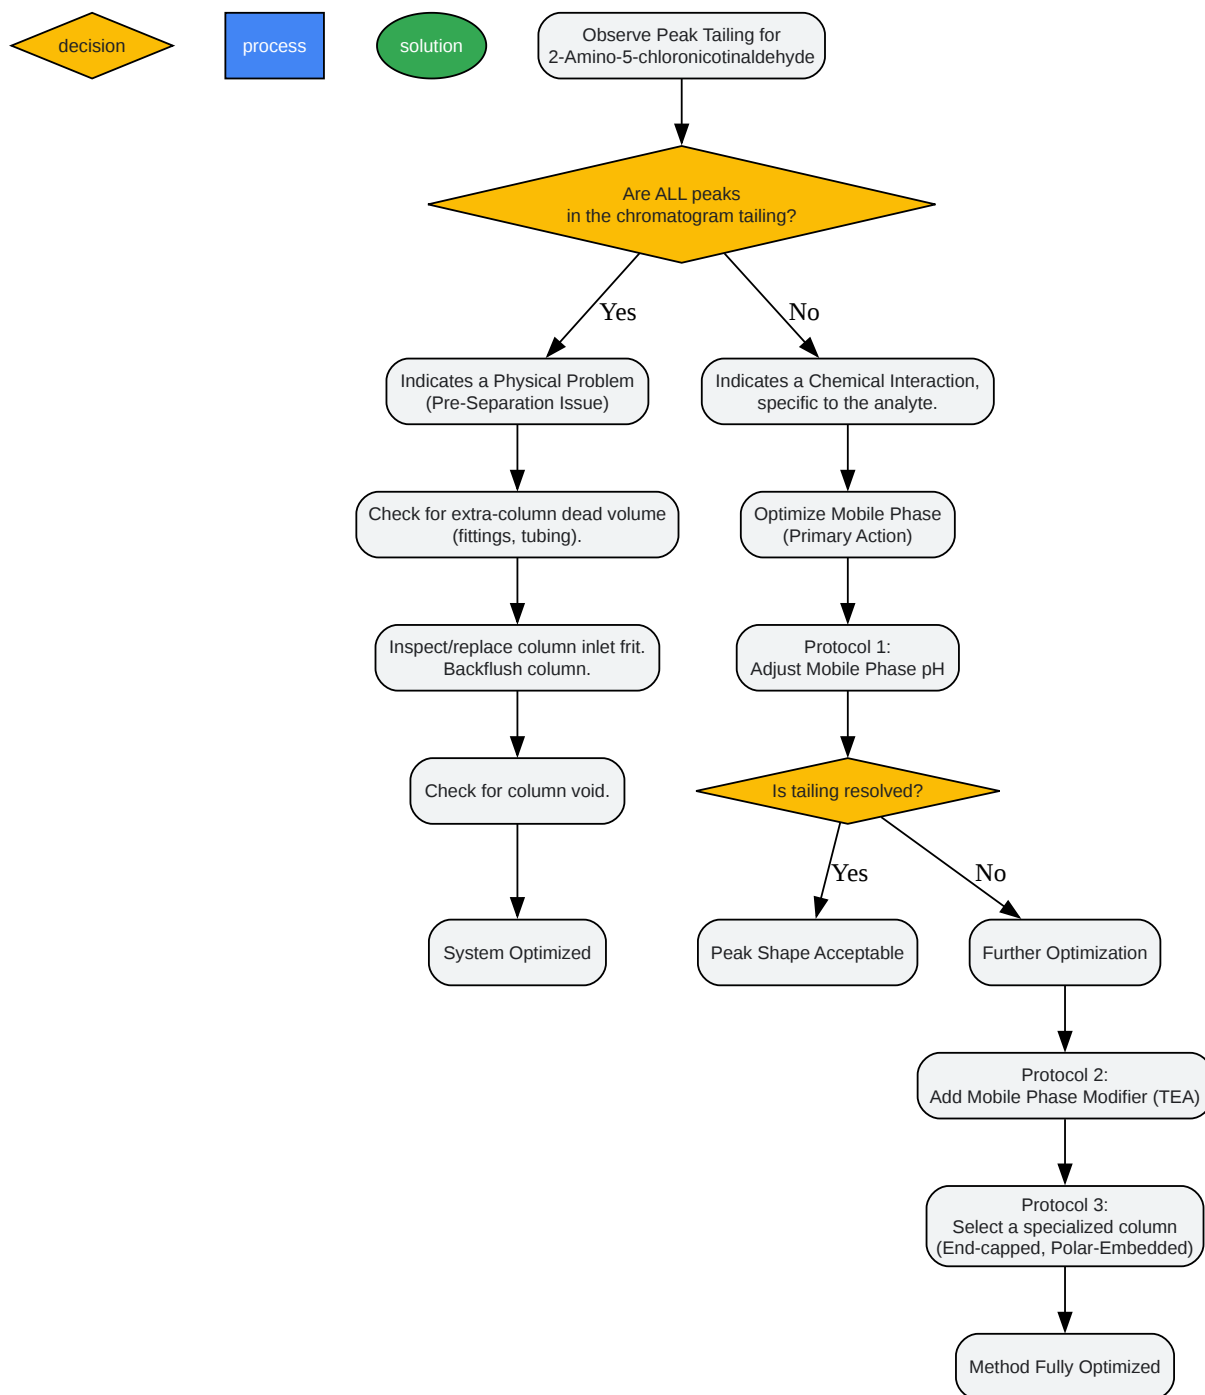 decision
process
solution
Observe Peak Tailing for
2-Amino-5-chloronicotinaldehyde
Are ALL peaks
in the chromatogram tailing?
Yes
No
Indicates a Physical Problem
(Pre-Separation Issue)
Indicates a Chemical Interaction,
specific to the analyte.
Check for extra-column dead volume
(fittings, tubing).
Optimize Mobile Phase
(Primary Action)
Inspect/replace column inlet frit.
Backflush column.
Protocol 1:
Adjust Mobile Phase pH
Check for column void.
Is tailing resolved?
Yes
No
System Optimized
Peak Shape Acceptable
Further Optimization
Protocol 2:
Add Mobile Phase Modifier (TEA)
Protocol 3:
Select a specialized column
(End-capped, Polar-Embedded)
Method Fully Optimized